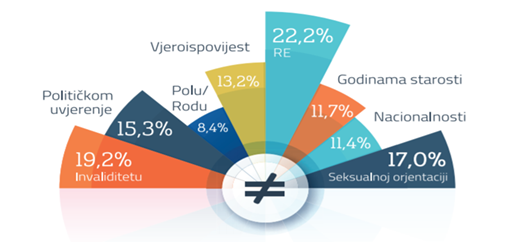 22,2%
RE
Vjeroispovijest
13,2%
Godinama starosti
11,7%
Polu/
Rodu
8,4%
Političkom
uvjerenje
15,3%
Nacionalnosti
11,4%
19,2%
Invaliditetu
17,0%
Seksualnoj orjentaciji
≠